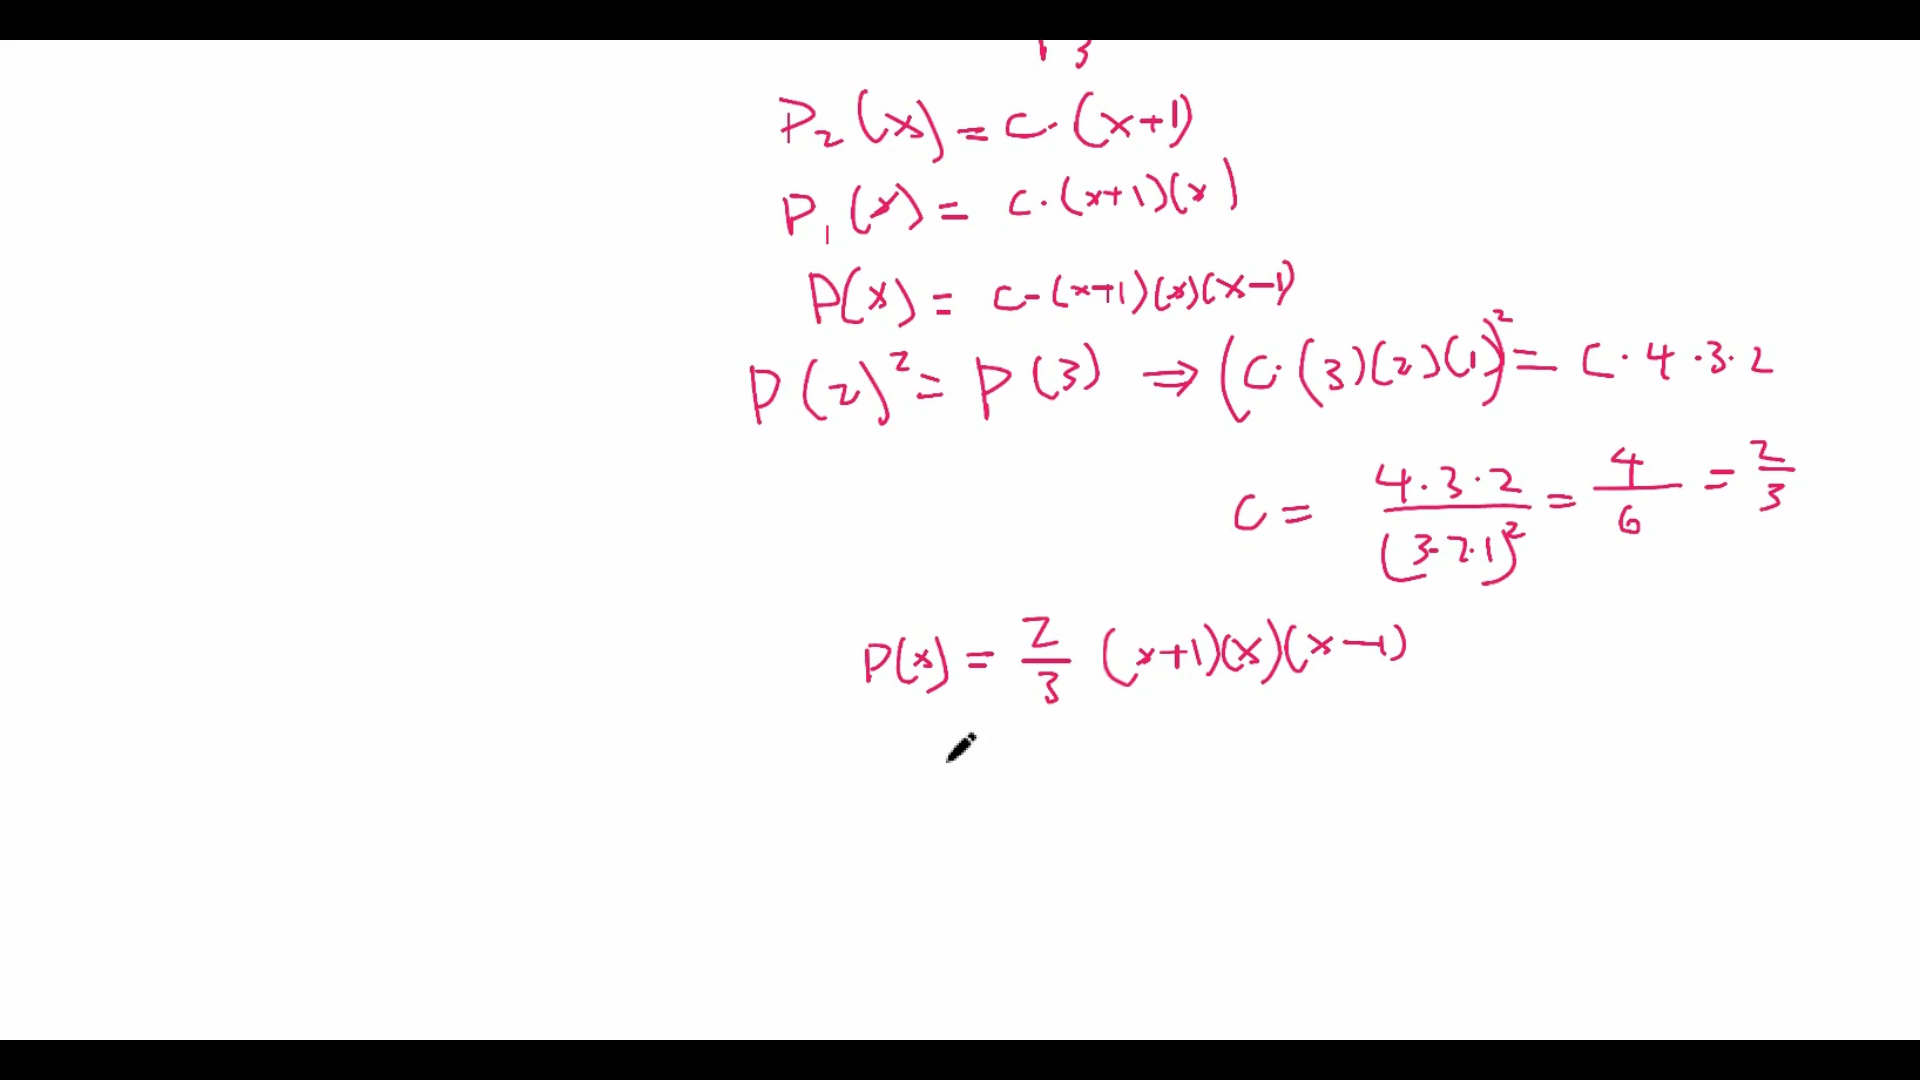 P₂(x) = c·(x+1)
P₁(x) = c·(x+1)(x)
P(x) = c-(x+1)(x)(x-1)
P(2)² = P(3) ⇒ (c·(3)(2)(1))² = c·4·3·2
c = 4·3·2/(3·2·1)² = 4/6 = 2/3
P(x) = 2/3 (x+1)(x)(x-1)